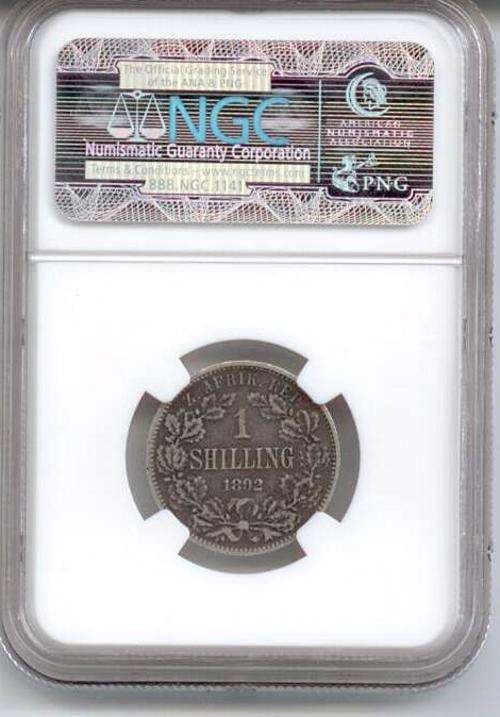 The Official Grading Service
of the ANA & PNG
NGC
Numismatic Guaranty Corporation
Terms & Conditions – www.ngcterms.com
888.NGC.1141
AMERICAN
NUMISMATIC
ASSOCIATION
PNG
Z. AFRIK. REP.
1
SHILLING
1892